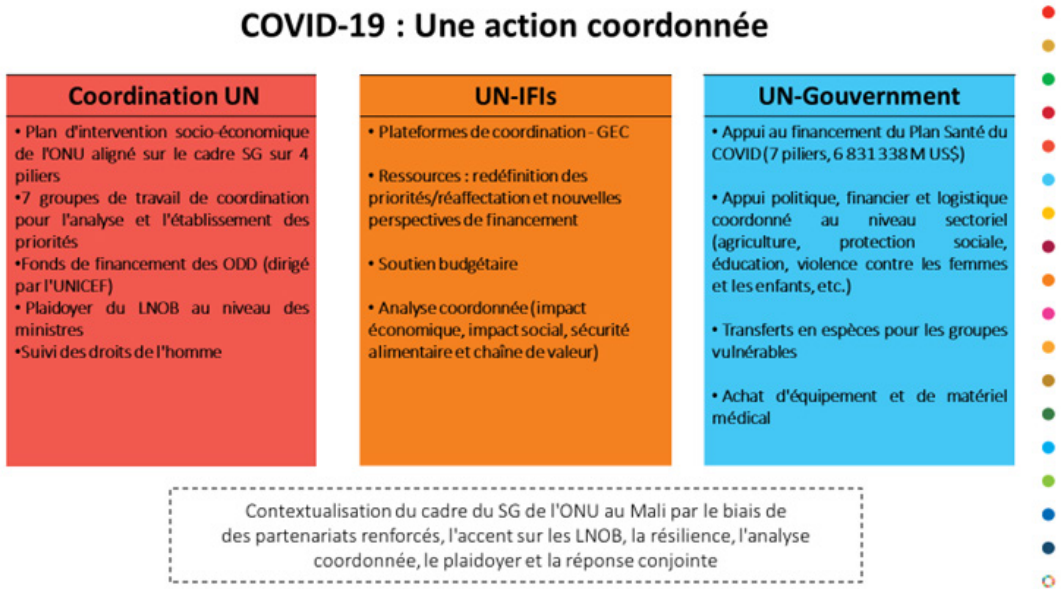 COVID-19 : Une action coordonnée
Coordination UN
• Plan d'intervention socio-économique
de l'ONU aligné sur le cadre SG sur 4
piliers
•7 groupes de travail de coordination
pour l'analyse et l'établissement des
priorités
•Fonds de financement des ODD (dirigé
par l'UNICEF)
• Plaidoyer du LNOB au niveau des
ministres
•Suivi des droits de l'homme
UN-IFIs
• Plateformes de coordination - GEC
• Ressources : redéfinition des
priorités/réaffectation et nouvelles
perspectives de financement
• Soutien budgétaire
• Analyse coordonnée (impact
économique, impact social, sécurité
alimentaire et chaîne de valeur)
UN-Gouvernment
• Appui au financement du Plan Santé du
COVID (7 piliers, 6 831 338 M US$)
• Appui politique, financier et logistique
coordonné au niveau sectoriel
(agriculture, protection sociale,
éducation, violence contre les femmes
et les enfants, etc.)
• Transferts en espèces pour les groupes
vulnérables
• Achat d'équipement et de matériel
médical
Contextualisation du cadre du SG de l'ONU au Mali par le biais de
des partenariats renforcés, l'accent sur les LNOB, la résilience, l'analyse
coordonnée, le plaidoyer et la réponse conjointe